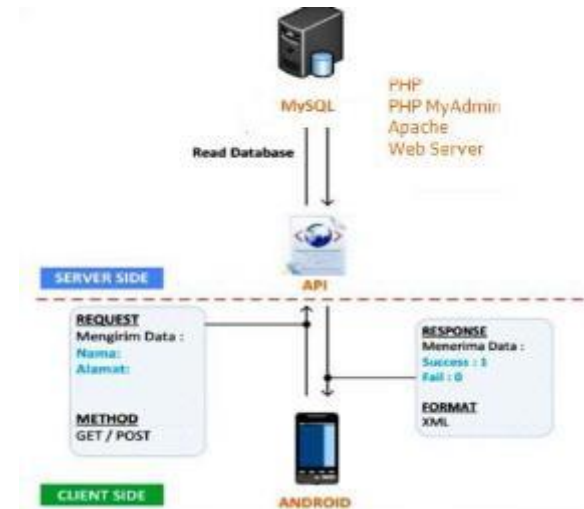 MySQL
PHP
PHP MyAdmin
Apache
Web Server
Read Database
SERVER SIDE
API
REQUEST
Mengirim Data :
Nama:
Alamat:
METHOD
GET / POST
RESPONSE
Menerima Data :
Success : 1
Fail : 0
FORMAT
XML
CLIENT SIDE
ANDROID